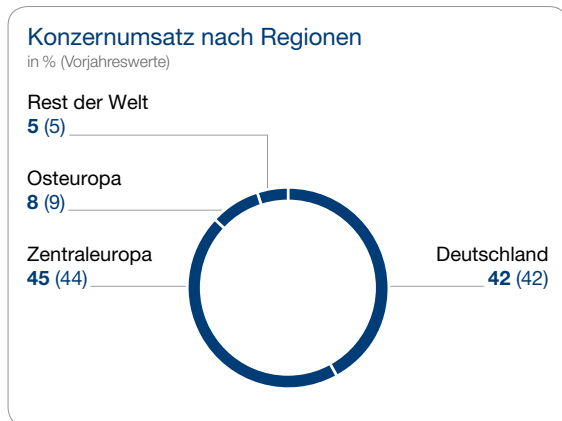 Konzernumsatz nach Regionen
in % (Vorjahreswerte)
Rest der Welt
5 (5)
Osteuropa
8 (9)
Zentraleuropa
45 (44)
Deutschland
42 (42)